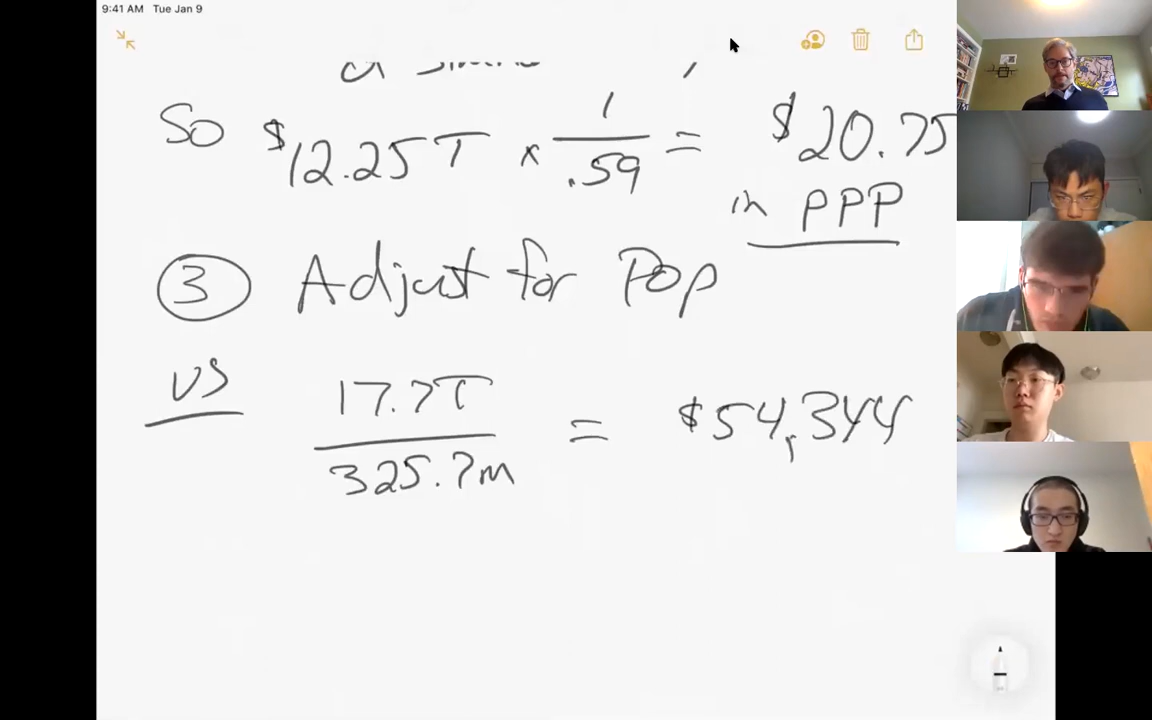 9:41 AM Tue Jan 9
So $12.25T x 1/.59 = $20.75
in PPP
3 Adjust for Pop
US 17.7T/325.7m = $54,344